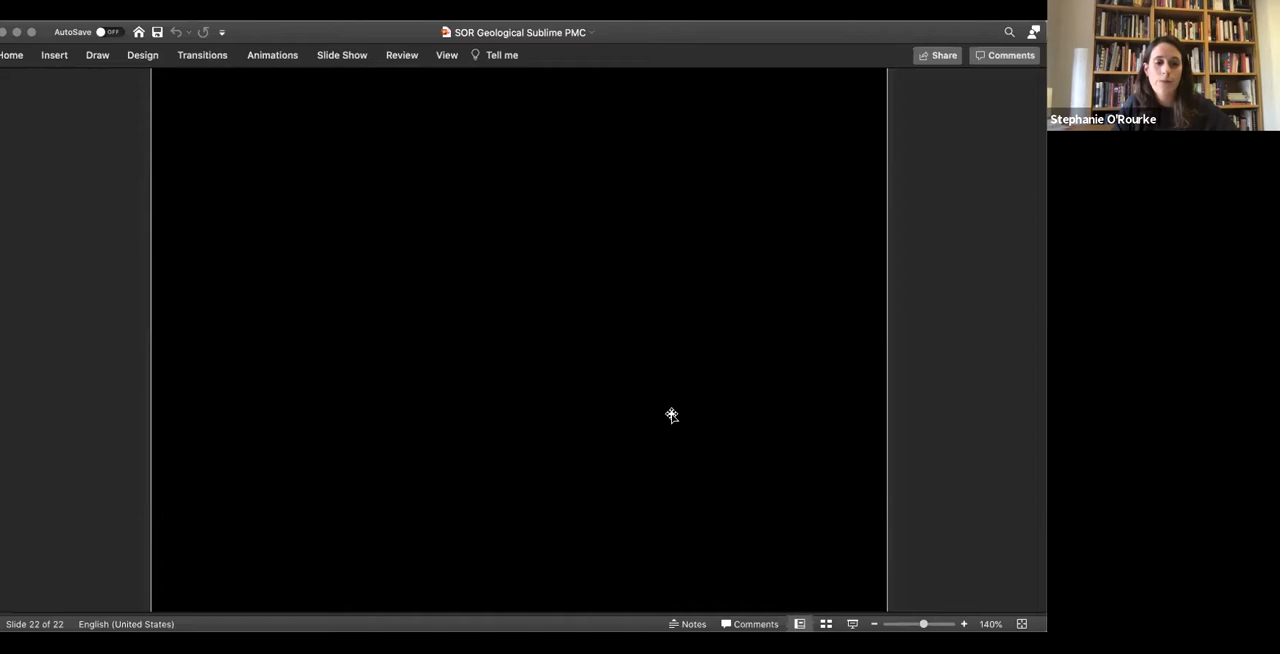 AutoSave OFF
SOR Geological Sublime PMC
Home Insert Draw Design Transitions Animations Slide Show Review View Tell me
Share Comments
Stephanie O'Rourke
Slide 22 of 22 English (United States) Notes Comments 140%